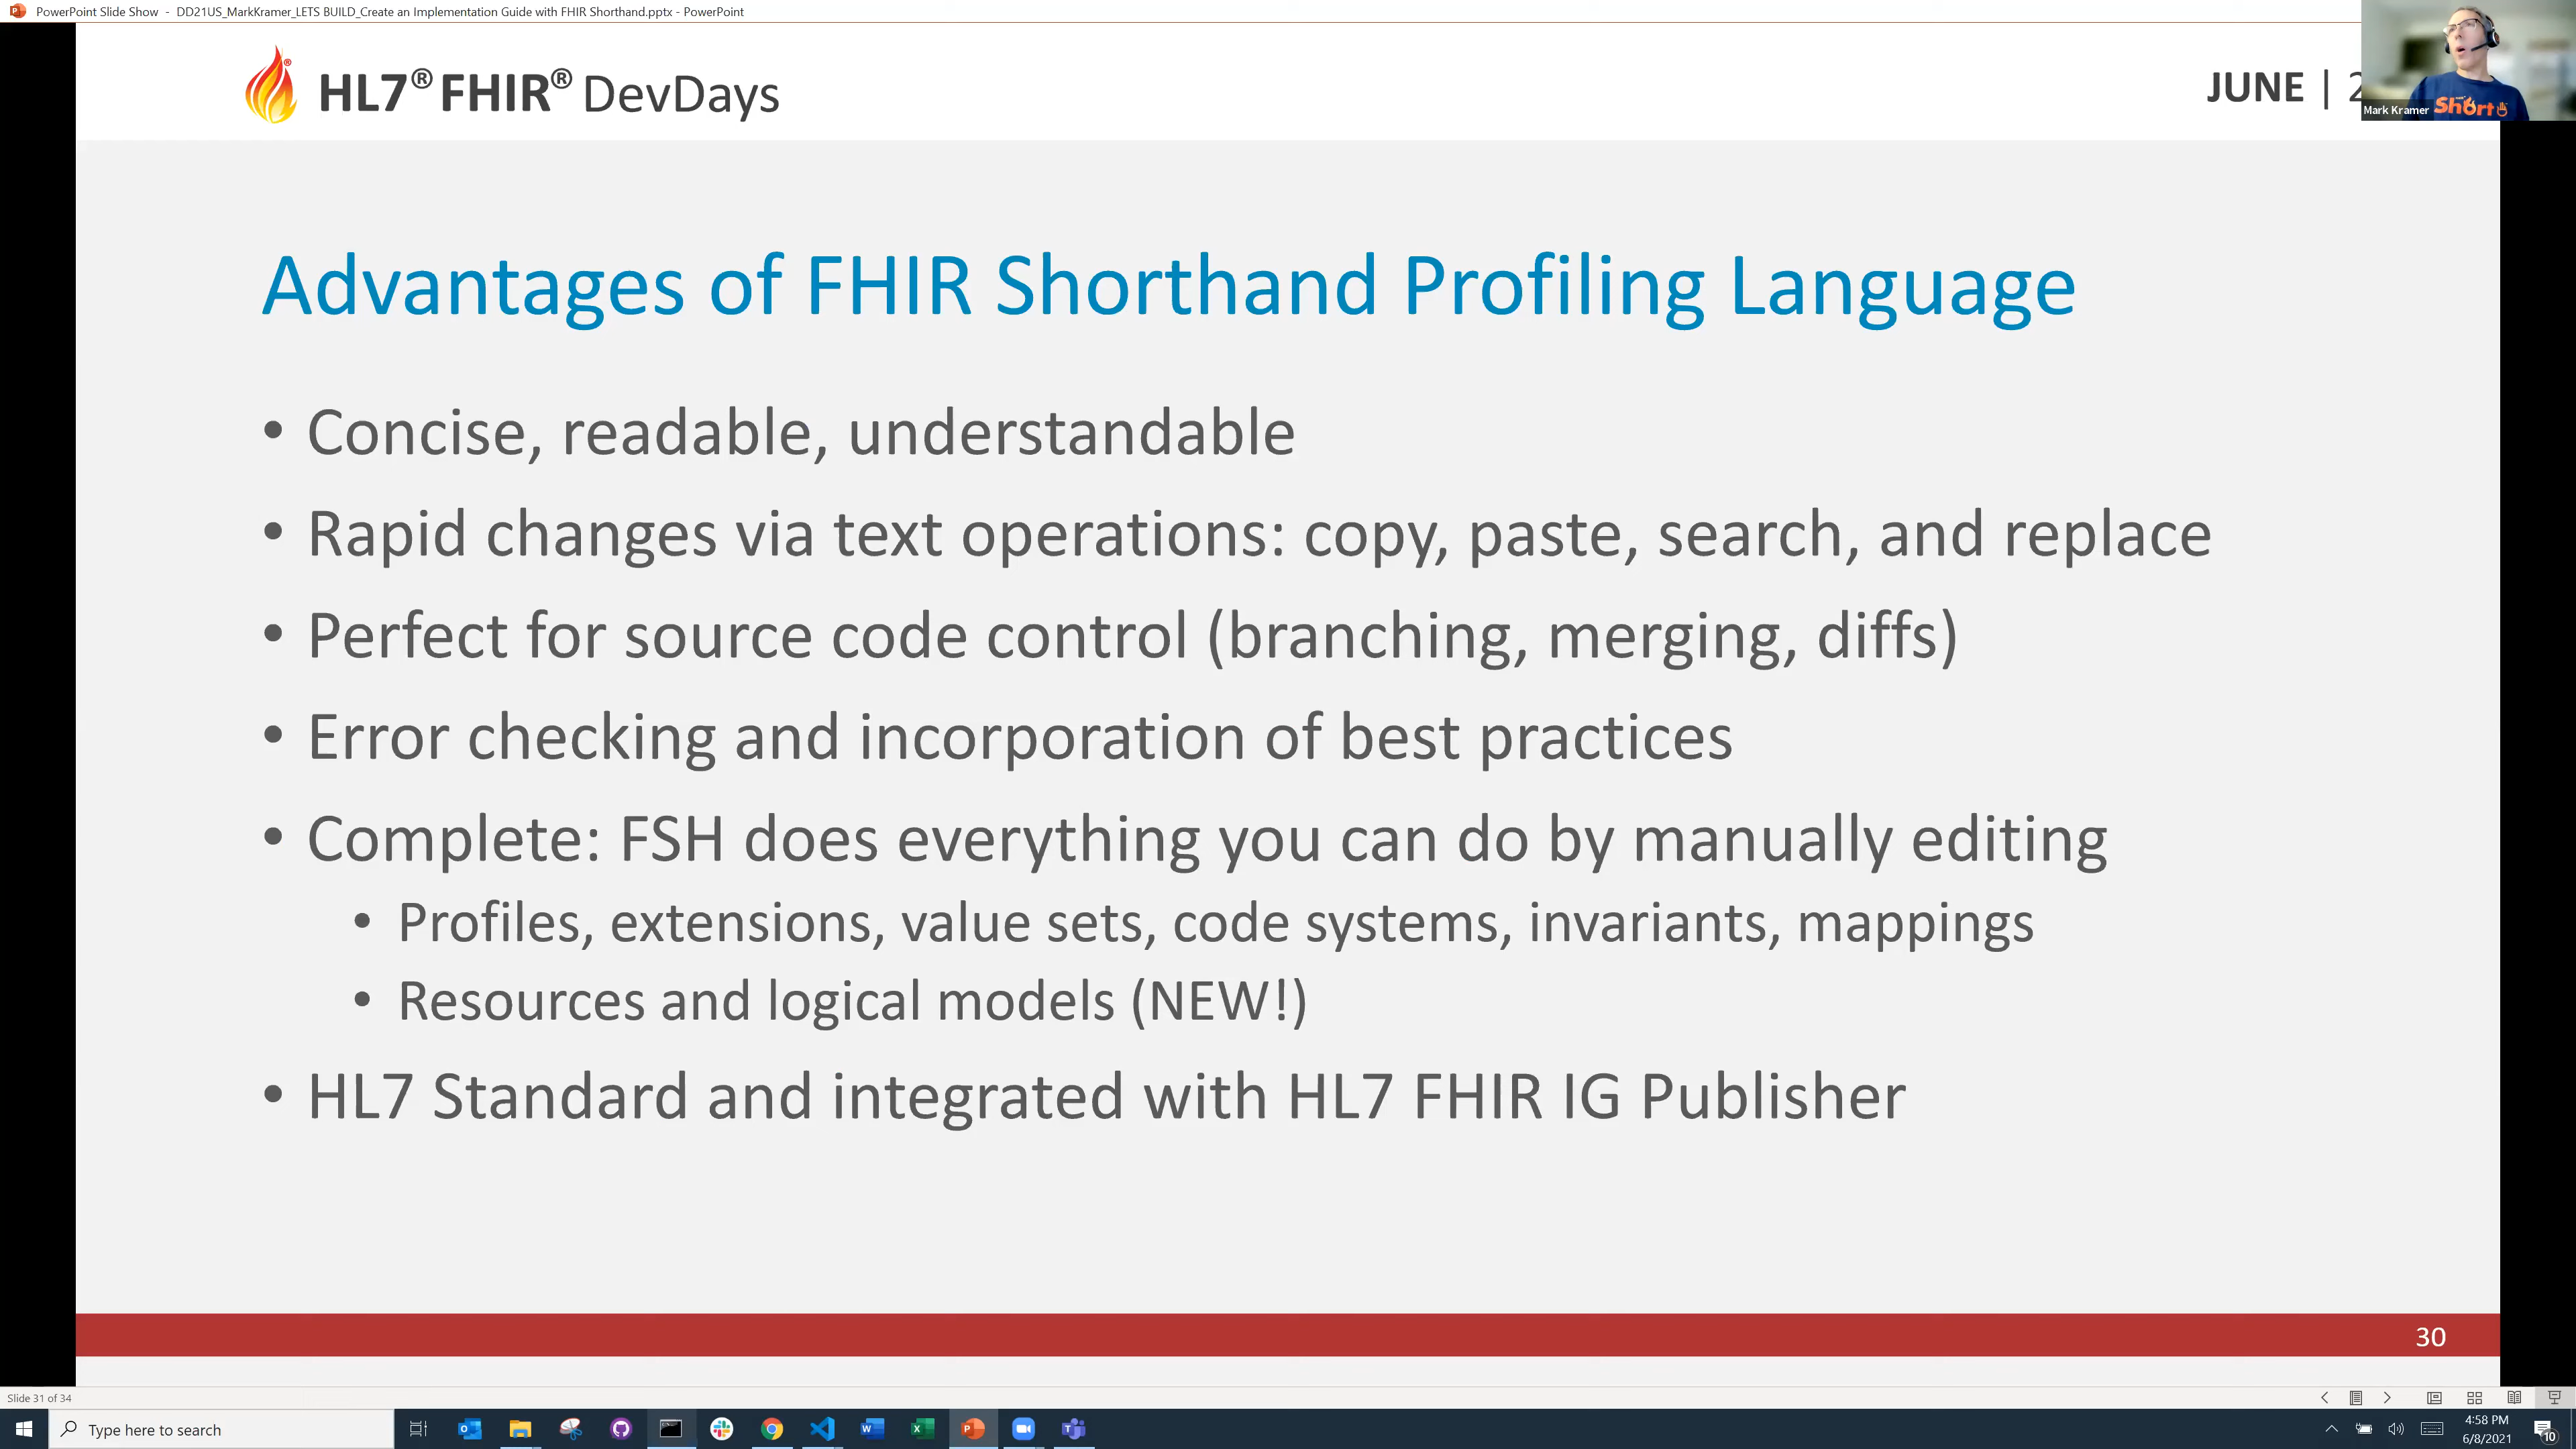 PowerPoint Slide Show - DD21US_MarkKramer_LETS BUILD_Create an Implementation Guide with FHIR Shorthand.pptx - PowerPoint
HL7® FHIR® DevDays
JUNE | 2
Mark Kramer
Short
Advantages of FHIR Shorthand Profiling Language
• Concise, readable, understandable
• Rapid changes via text operations: copy, paste, search, and replace
• Perfect for source code control (branching, merging, diffs)
• Error checking and incorporation of best practices
• Complete: FSH does everything you can do by manually editing
• Profiles, extensions, value sets, code systems, invariants, mappings
• Resources and logical models (NEW!)
• HL7 Standard and integrated with HL7 FHIR IG Publisher
30
Slide 31 of 34
Type here to search
4:58 PM
6/8/2021
10